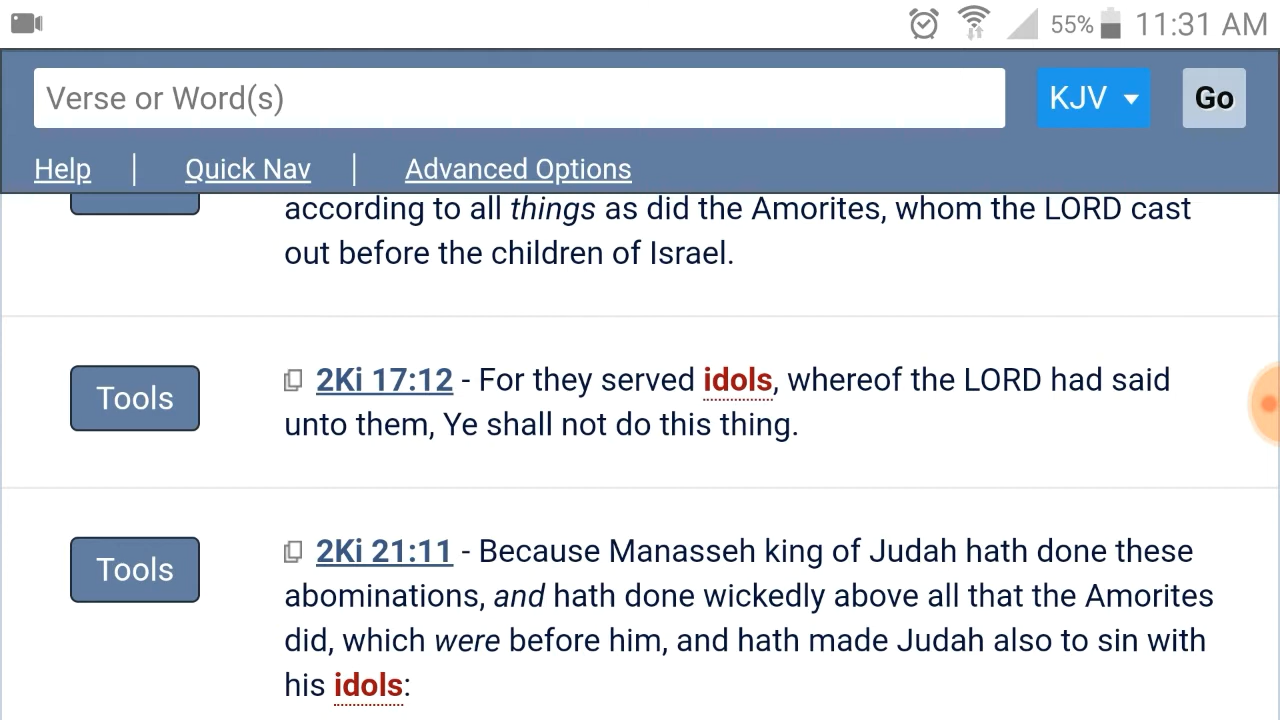 55% 11:31 AM
Verse or Word(s) KJV Go
Help | Quick Nav | Advanced Options
according to all things as did the Amorites, whom the LORD cast
out before the children of Israel.
Tools
2Ki 17:12 - For they served idols, whereof the LORD had said
unto them, Ye shall not do this thing.
Tools
2Ki 21:11 - Because Manasseh king of Judah hath done these
abominations, and hath done wickedly above all that the Amorites
did, which were before him, and hath made Judah also to sin with
his idols: